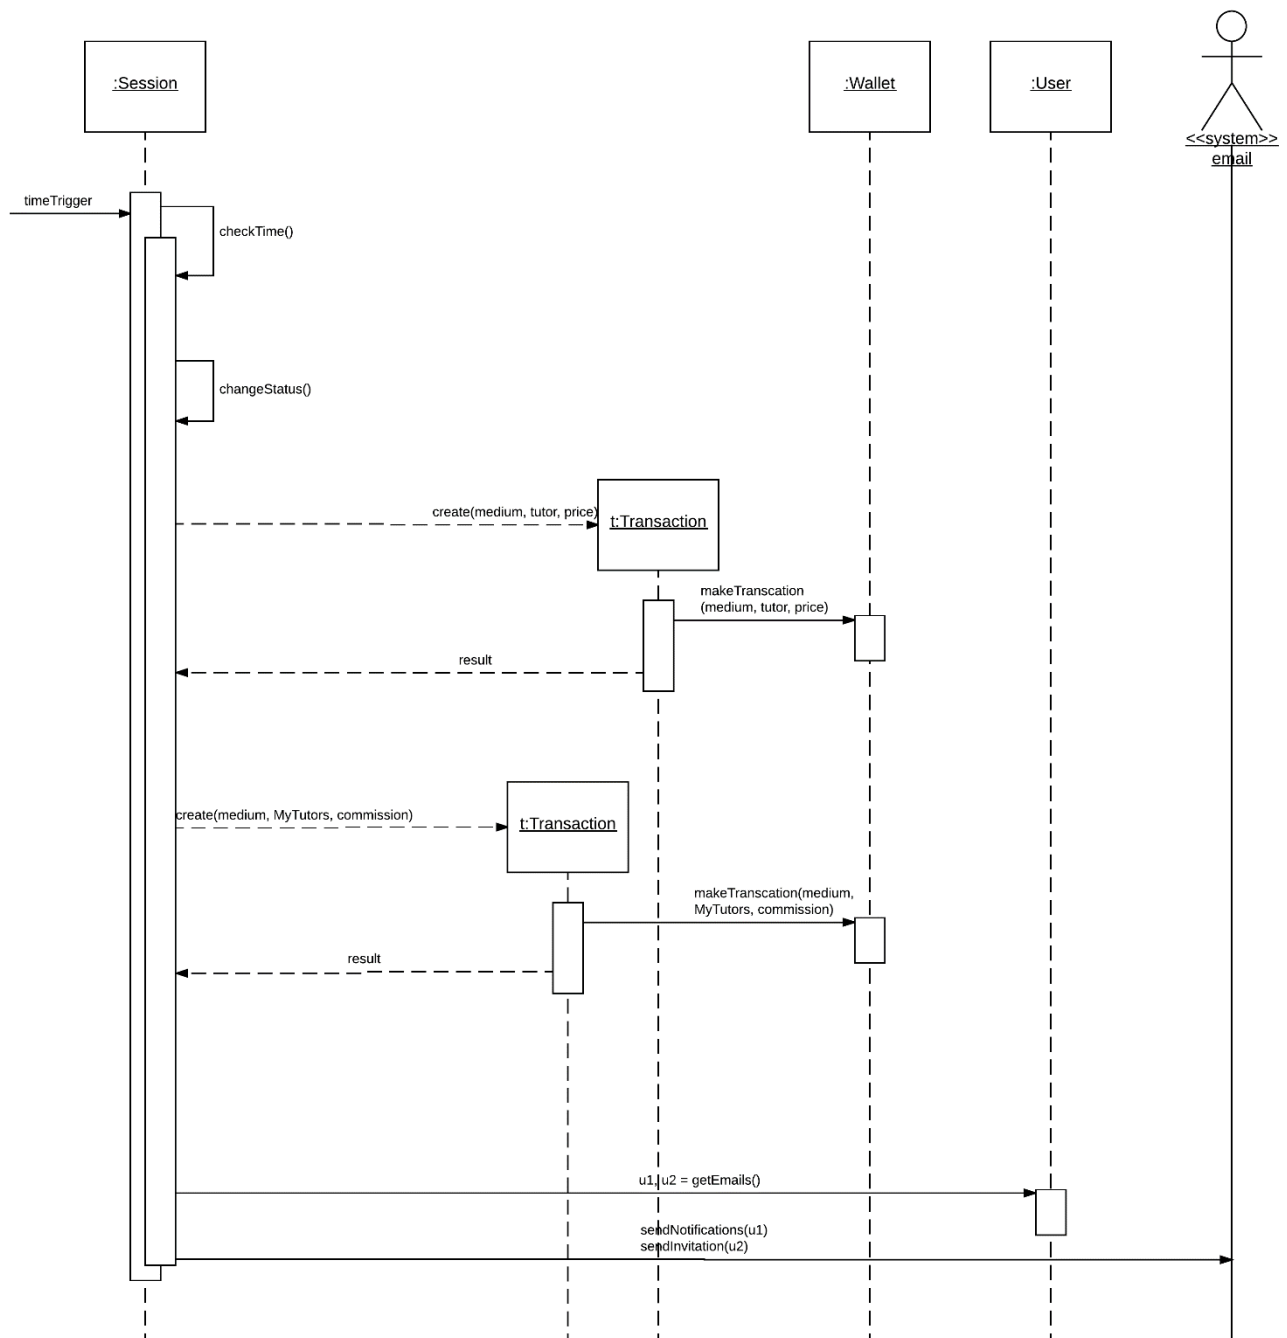 :Session
:Wallet
:User
<<system>>
email
timeTrigger
checkTime()
changeStatus()
create(medium, tutor, price)
t:Transaction
makeTranscation
(medium, tutor, price)
result
create(medium, MyTutors, commission)
t:Transaction
makeTranscation(medium,
MyTutors, commission)
result
u1, u2 = getEmails()
sendNotifications(u1)
sendInvitation(u2)